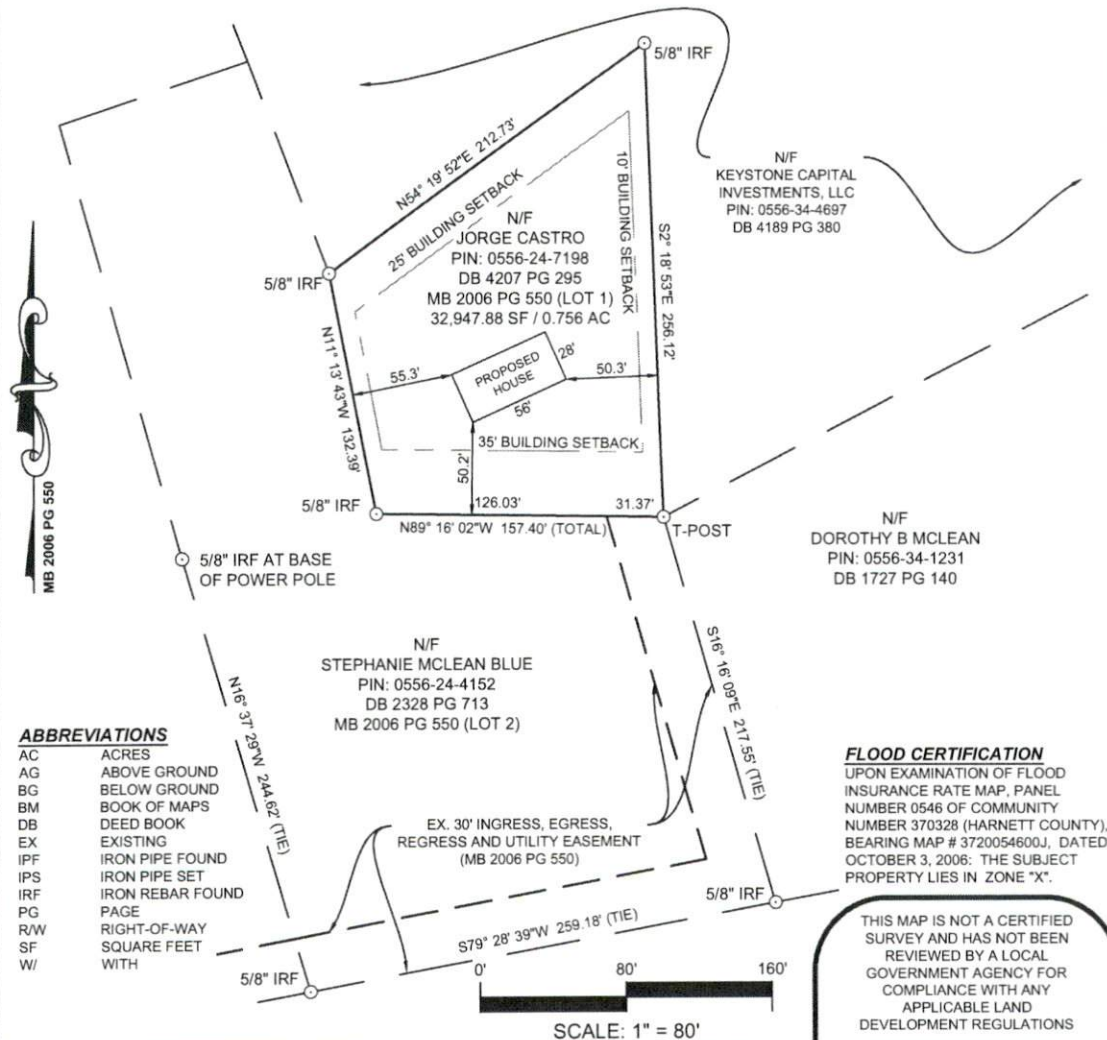 5/8" IRF
N54° 19' 52"E 212.73'
25' BUILDING SETBACK
10' BUILDING SETBACK
S2° 18' 53"E 256.12'
N/F
KEYSTONE CAPITAL
INVESTMENTS, LLC
PIN: 0556-34-4697
DB 4189 PG 380
N/F
JORGE CASTRO
PIN: 0556-24-7198
DB 4207 PG 295
MB 2006 PG 550 (LOT 1)
32,947.88 SF / 0.756 AC
5/8" IRF
N11° 13' 43"W 132.39'
55.3'
PROPOSED
HOUSE
28'
50.3'
56'
35' BUILDING SETBACK
50.2'
MB 2006 PG 550
5/8" IRF
126.03'
31.37'
N89° 16' 02"W 157.40' (TOTAL)
T-POST
N/F
DOROTHY B MCLEAN
PIN: 0556-34-1231
DB 1727 PG 140
5/8" IRF AT BASE
OF POWER POLE
N/F
STEPHANIE MCLEAN BLUE
PIN: 0556-24-4152
DB 2328 PG 713
MB 2006 PG 550 (LOT 2)
N16° 37' 29"W 244.62' (TIE)
S16° 16' 09"E 217.55' (TIE)
ABBREVIATIONS
AC ACRES
AG ABOVE GROUND
BG BELOW GROUND
BM BOOK OF MAPS
DB DEED BOOK
EX EXISTING
IPF IRON PIPE FOUND
IPS IRON PIPE SET
IRF IRON REBAR FOUND
PG PAGE
R/W RIGHT-OF-WAY
SF SQUARE FEET
W/ WITH
EX. 30' INGRESS, EGRESS,
REGRESS AND UTILITY EASEMENT
(MB 2006 PG 550)
FLOOD CERTIFICATION
UPON EXAMINATION OF FLOOD
INSURANCE RATE MAP, PANEL
NUMBER 0546 OF COMMUNITY
NUMBER 370328 (HARNETT COUNTY),
BEARING MAP # 3720054600J, DATED
OCTOBER 3, 2006: THE SUBJECT
PROPERTY LIES IN ZONE "X".
5/8" IRF
S79° 28' 39"W 259.18' (TIE)
5/8" IRF
0' 80' 160'
SCALE: 1" = 80'
THIS MAP IS NOT A CERTIFIED
SURVEY AND HAS NOT BEEN
REVIEWED BY A LOCAL
GOVERNMENT AGENCY FOR
COMPLIANCE WITH ANY
APPLICABLE LAND
DEVELOPMENT REGULATIONS